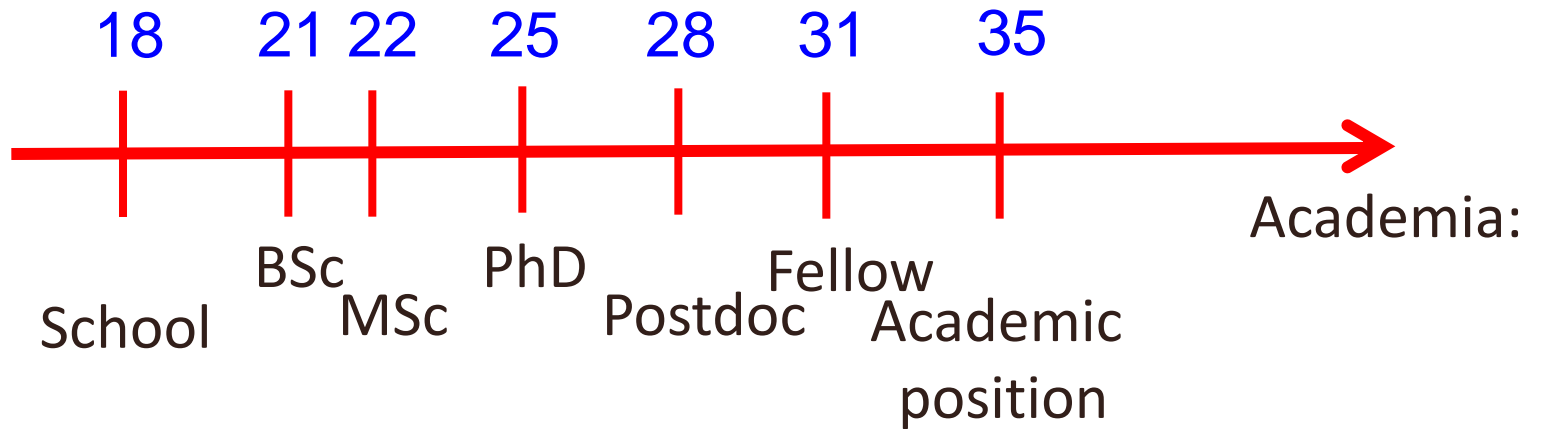 18 21 22 25 28 31 35
Academia:
BSc PhD Fellow
School MSc Postdoc Academic
position